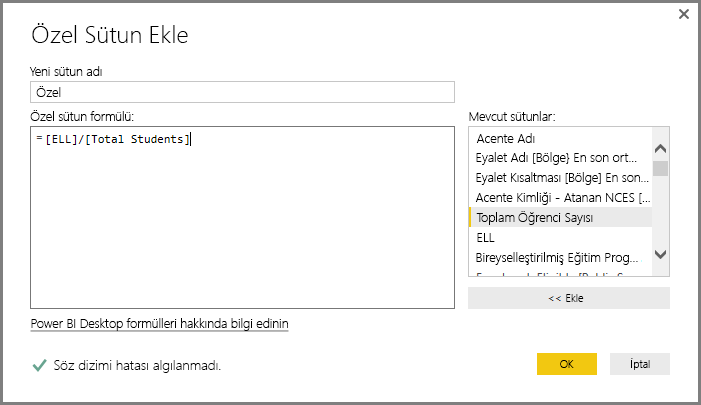 Özel Sütun Ekle
Yeni sütun adı
Özel
Özel sütun formülü:
=[ELL]/[Total Students]
Mevcut sütunlar:
Acente Adı
Eyalet Adı [Bölge} En son ort...
Eyalet Kısaltması [Bölge] En son...
Acente Kimliği - Atanan NCES [...
Toplam Öğrenci Sayısı
ELL
Bireyselleştirilmiş Eğitim Prog...
<< Ekle
Power BI Desktop formülleri hakkında bilgi edinin
Söz dizimi hatası algılanmadı.
OK
İptal